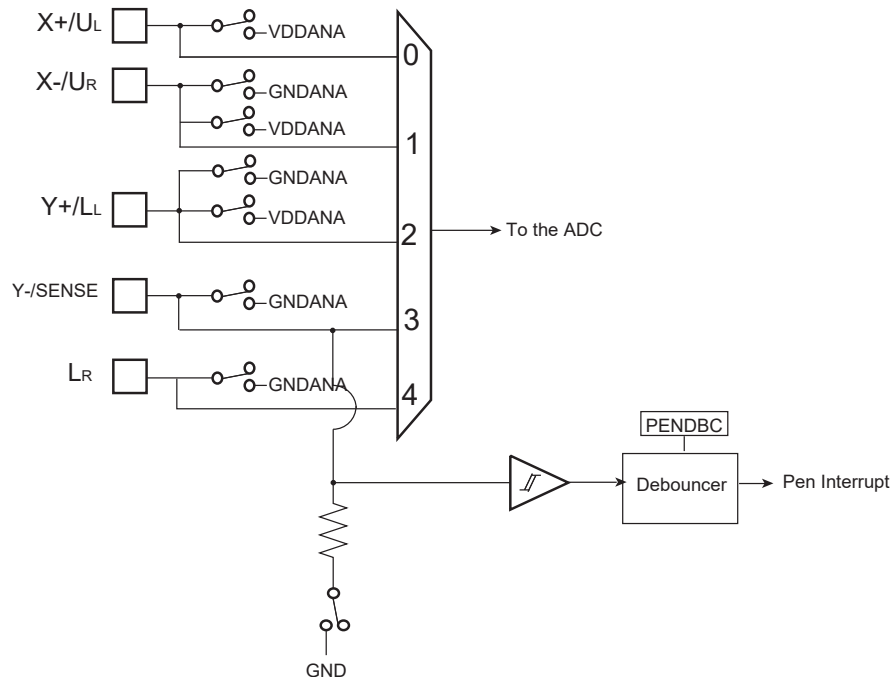 X+/UL
VDDANA
0
X-/UR
GNDANA
VDDANA
1
GNDANA
Y+/LL
VDDANA
2
To the ADC
Y-/SENSE
GNDANA
3
LR
GNDANA
4
PENDBC
Debouncer
Pen Interrupt
GND